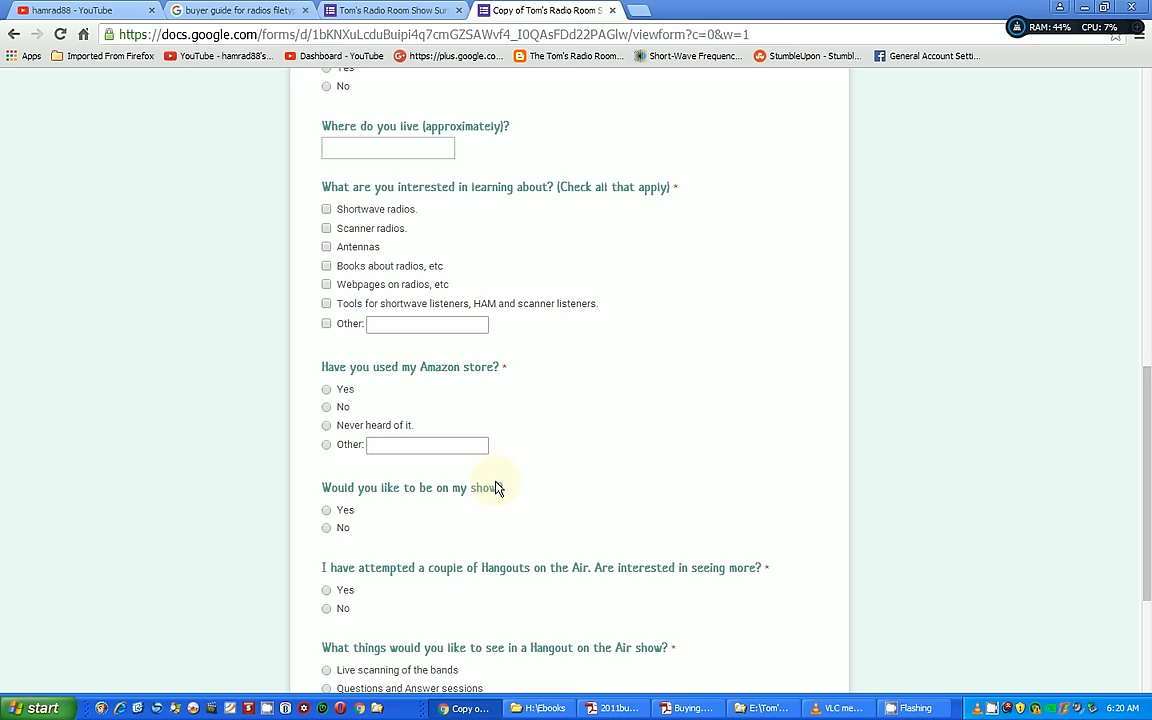 hamrad88 - YouTube
buyer guide for radios filetyp
Tom's Radio Room Show Sur
Copy of Tom's Radio Room S
https://docs.google.com/forms/d/1bKNXuLcduBuipi4q7cmGZSAWvf4_I0QAsFDd22PAGlw/viewform?c=0&w=1
RAM: 44% CPU: 7%
Apps
Imported From Firefox
YouTube - hamrad88's...
Dashboard - YouTube
https://plus.google.co...
The Tom's Radio Room...
Short-Wave Frequenc...
StumbleUpon - Stumbl...
General Account Setti...
Yes
No
Where do you live (approximately)?
What are you interested in learning about? (Check all that apply) *
Shortwave radios.
Scanner radios.
Antennas
Books about radios, etc
Webpages on radios, etc
Tools for shortwave listeners, HAM and scanner listeners.
Other:
Have you used my Amazon store? *
Yes
No
Never heard of it.
Other:
Would you like to be on my show?
Yes
No
I have attempted a couple of Hangouts on the Air. Are interested in seeing more? *
Yes
No
What things would you like to see in a Hangout on the Air show? *
Live scanning of the bands
Questions and Answer sessions
start
Copy o...
H:\Ebooks
2011bu...
Buying....
E:\Tom'...
VLC me...
Flashing
6:20 AM